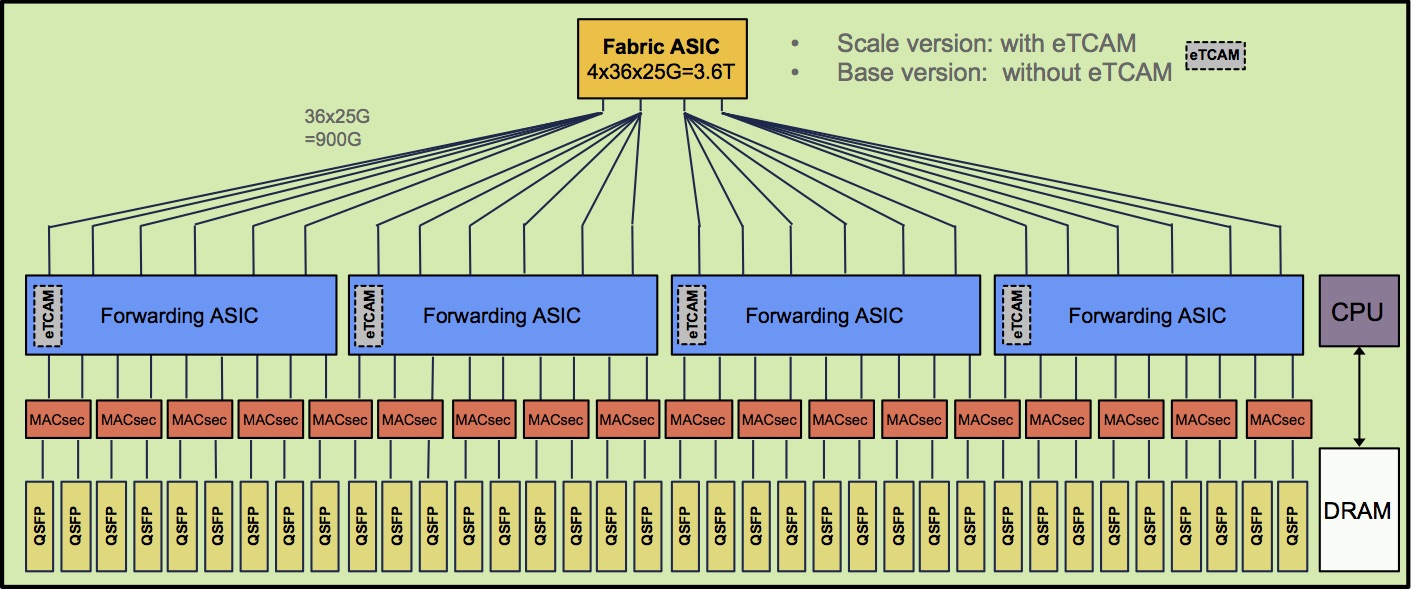 Fabric ASIC
4x36x25G=3.6T
• Scale version: with eTCAM
• Base version: without eTCAM
eTCAM
36x25G
=900G
eTCAM Forwarding ASIC eTCAM Forwarding ASIC eTCAM Forwarding ASIC eTCAM Forwarding ASIC CPU
MACsec MACsec MACsec MACsec MACsec MACsec MACsec MACsec MACsec MACsec MACsec MACsec MACsec MACsec MACsec MACsec MACsec MACsec
QSFP QSFP QSFP QSFP QSFP QSFP QSFP QSFP QSFP QSFP QSFP QSFP QSFP QSFP QSFP QSFP QSFP QSFP QSFP QSFP QSFP QSFP QSFP QSFP QSFP QSFP QSFP QSFP QSFP QSFP QSFP QSFP QSFP QSFP QSFP QSFP DRAM